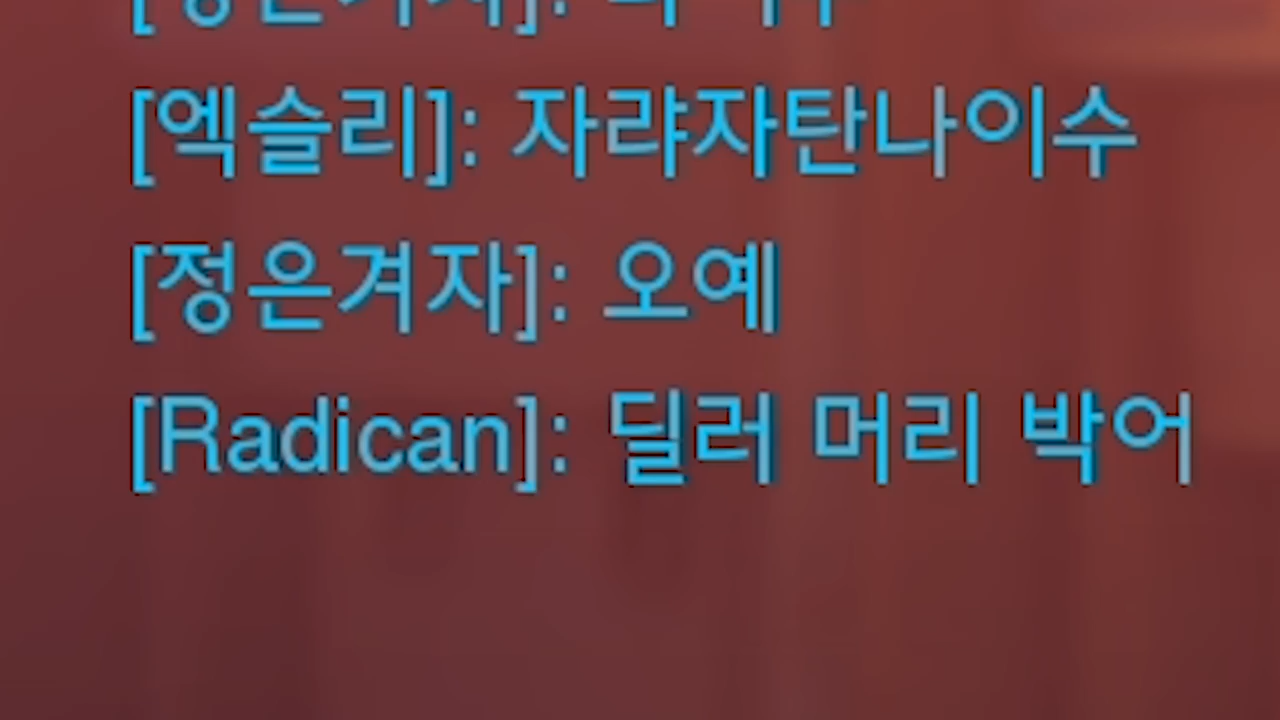 [엑슬리]: 자랴자탄나이수
[정은겨자]: 오예
[Radican]: 딜러 머리 박어